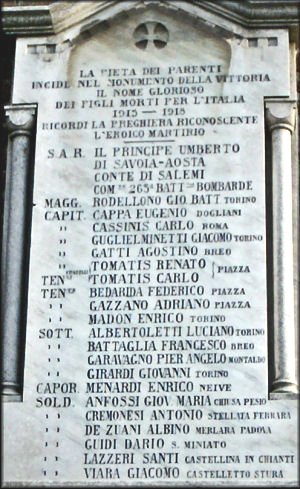 LA PIETA DEI PARENTI
INCIDE NEL MONUMENTO DELLA VITTORIA
IL NOME GLORIOSO
DEI FIGLI MORTI PER L'ITALIA
1915 — 1918
RICORDI LA PREGHIERA RICONOSCENTE
L'EROICO MARTIRIO
S.A.R. IL PRINCIPE UMBERTO
DI SAVOIA-AOSTA
CONTE DI SALEMI
COMTE 265A BATTA BOMBARDE
MAGG. RODELLONO GIO. BATT. TORINO
CAPIT. CAPPA EUGENIO DOGLIANI
" CASSINIS CARLO ROMA
" GUGLIELMINETTI GIACOMO TORINO
" GATTI AGOSTINO BREO
" TOMATIS RENATO PIAZZA
TEN. TOMATIS CARLO
TEN. BEDARIDA FEDERICO PIAZZA
" GAZZANO ADRIANO PIAZZA
" MADON ENRICO TORINO
SOTT. ALBERTOLETTI LUCIANO TORINO
" BATTAGLIA FRANCESCO BREO
" GARAVAGNO PIER ANGELO MONTALDO
" GIRARDI GIOVANNI TORINO
CAPOR. MENARDI ENRICO NEIVE
SOLD. ANFOSSI GIOV. MARIA CHIUSA PESIO
" CREMONESI ANTONIO STELLATA FERRARA
" DE ZUANI ALBINO MERLARA PADOVA
" GUIDI DARIO S. MINIATO
" LAZZERI SANTI CASTELLINA IN CHIANTI
" VIARA GIACOMO CASTELLETTO STURA